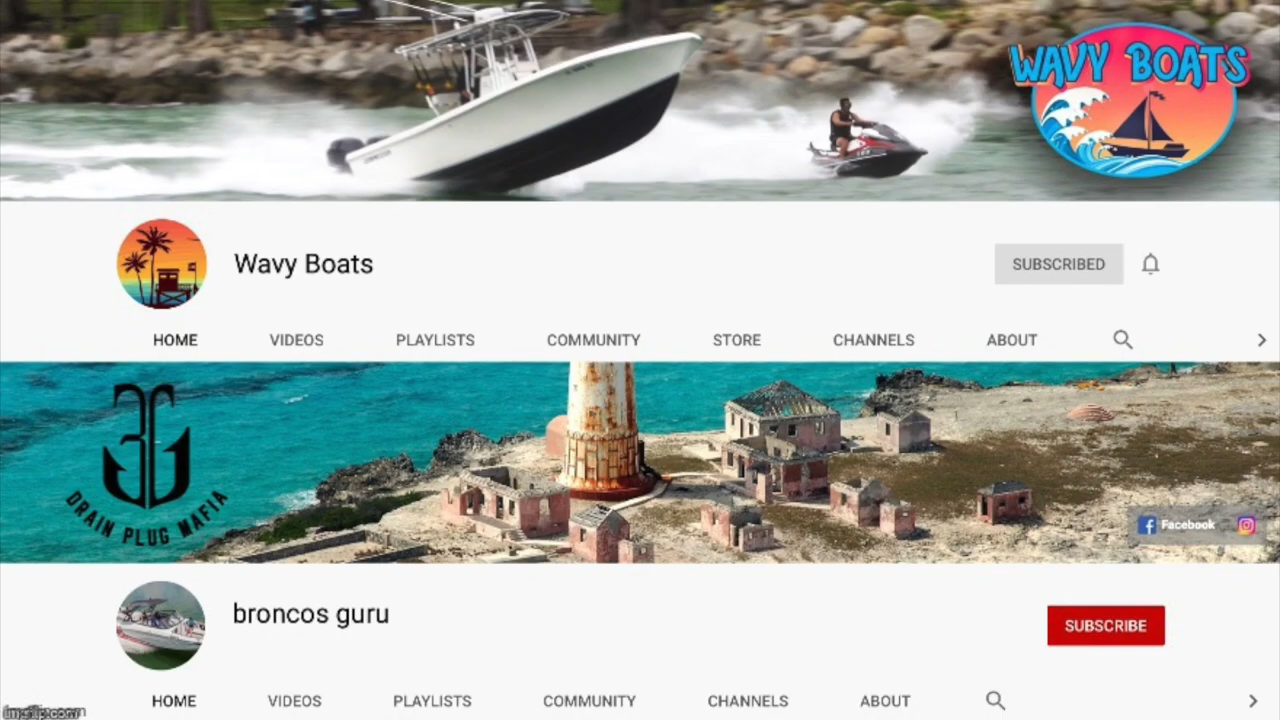 WAVY BOATS
Wavy Boats
SUBSCRIBED
HOME VIDEOS PLAYLISTS COMMUNITY STORE CHANNELS ABOUT
3G
DRAIN PLUG MAFIA
Facebook
broncos guru
SUBSCRIBE
HOME VIDEOS PLAYLISTS COMMUNITY CHANNELS ABOUT
imgflip.com